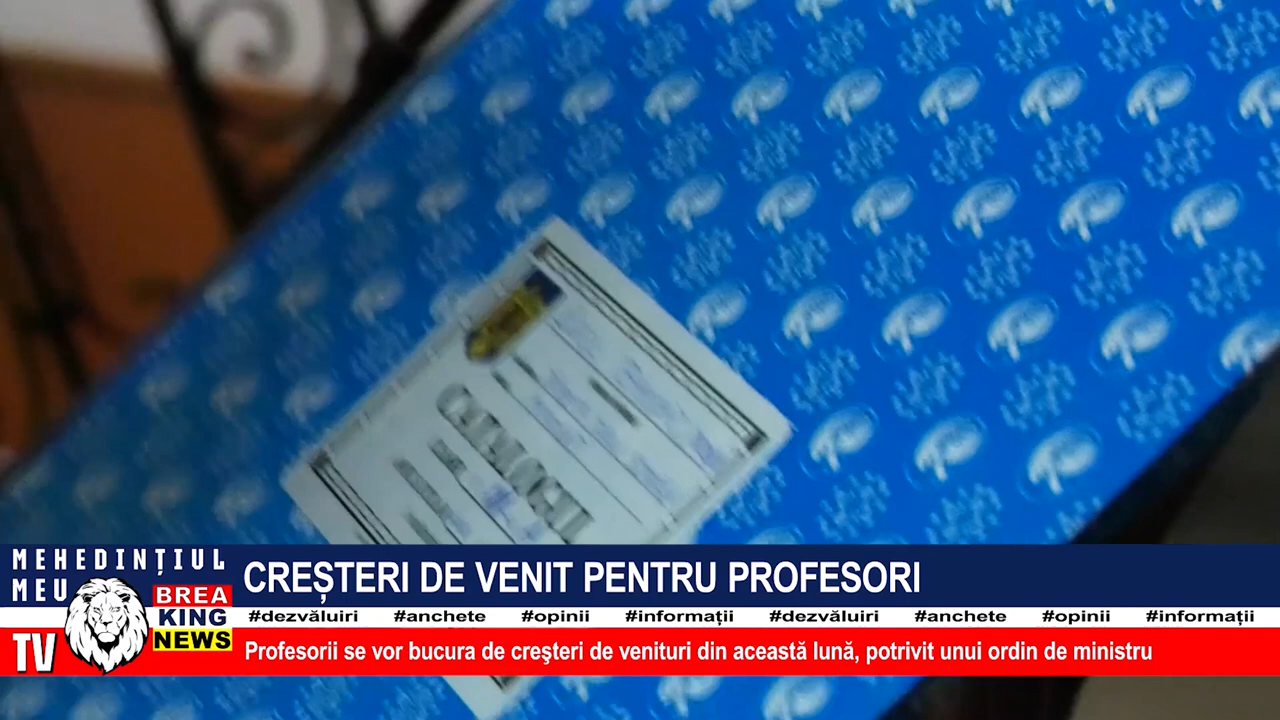 MEHEDINȚIUL
MEU
TV
BREA
KING
NEWS
CREȘTERI DE VENIT PENTRU PROFESORI
#dezvăluiri #anchete #opinii #informații #dezvăluiri #anchete #opinii #informații
Profesorii se vor bucura de creşteri de venituri din această lună, potrivit unui ordin de ministru